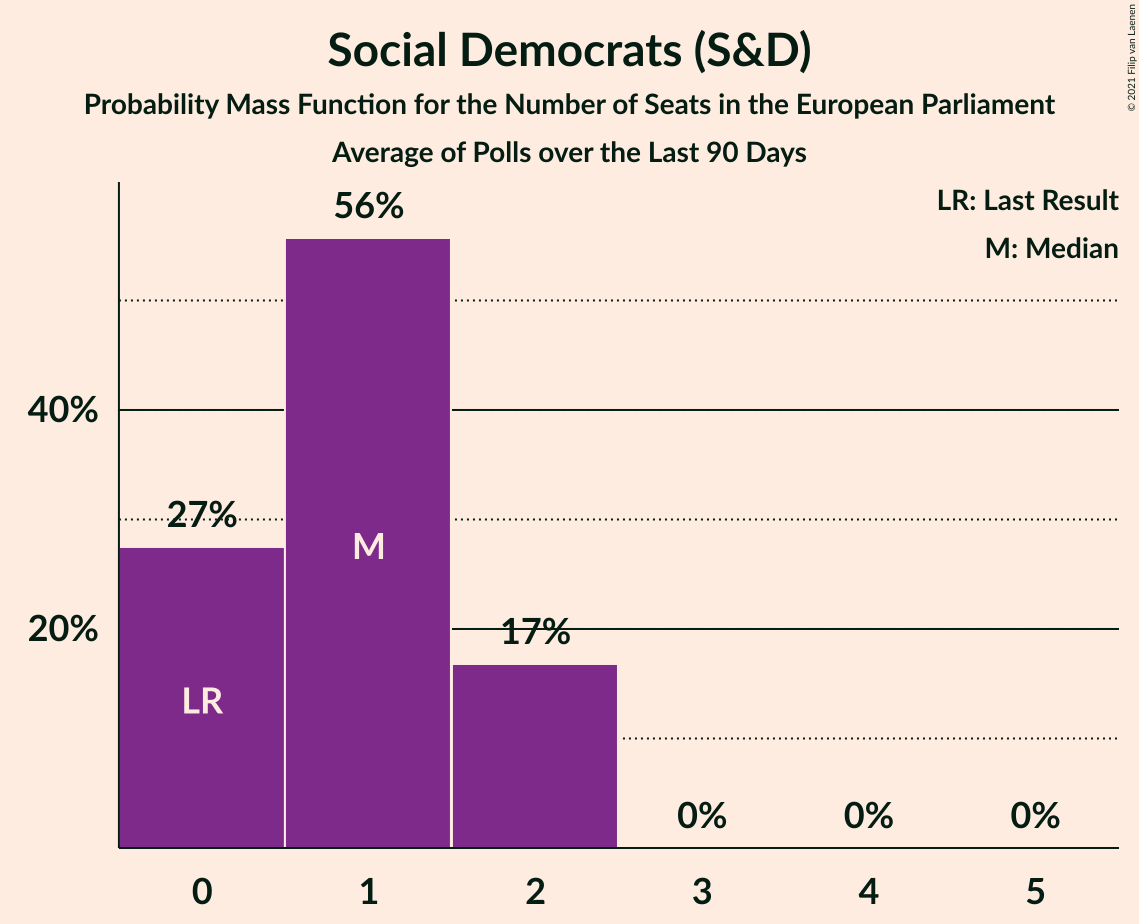 Social Democrats (S&D)
Probability Mass Function for the Number of Seats in the European Parliament
Average of Polls over the Last 90 Days
© 2021 Filip van Laenen
LR: Last Result
M: Median
56%
40%
27%
M
20%
17%
LR
0%
0%
0%
0
1
2
3
4
5